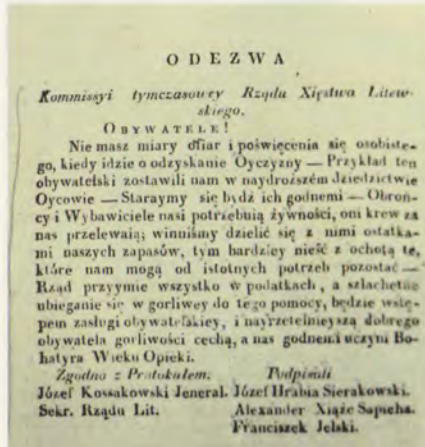 ODEZWA
Kommissyi tymczasowey Rządu Xięstwa Litew-
skiego.
OBYWATELE!
Nie masz miary ofiar i poświęcenia się osobiste-
go, kiedy idzie o odzyskanie Oyczyzny — Przykład ten
obywatelski zostawili nam w naydroższém dziedzictwie
Oycowie — Staraymy się bydź ich godnemi — Obroń-
cy i Wybawiciele nasi potrzebuią żywności, oni krew za
nas przelewaią; winniśmy dzielić się z nimi ostatka-
mi naszych zapasów, tym bardziey nieść z ochotą te,
które nam mogą od istotnych potrzeb pozostać —
Rząd przyymie wszystko w podatkach, a szlachetne
ubieganie się w gorliwey do tego pomocy, będzie wstę-
pem zasługi obywatelskiey, i nayrzetelnieyszą dobrego
obywatela gorliwości cechą, a nas godnemi uczyni Bo-
hatyra Wieku Opieki.
Zgodno z Protokułem. Podpisali
Józef Kossakowski Jeneral. Józef Hrabia Sierakowski.
Sekr. Rządu Lit. Alexander Xiąże Sapieha.
Franciszek Jelski.